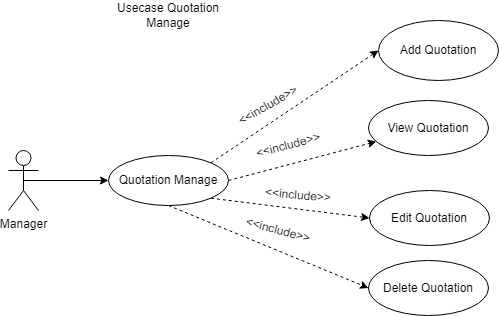 Usecase Quotation
Manage
Add Quotation
<<include>>
View Quotation
<<include>>
Quotation Manage
<<include>>
Manager
Edit Quotation
<<include>>
Delete Quotation